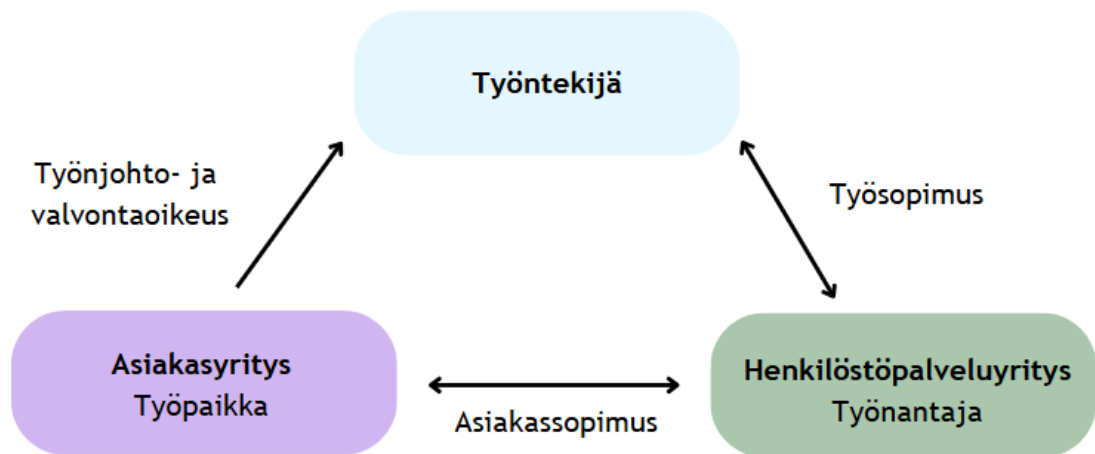 Työntekijä
Työnjohto- ja
valvontaoikeus
Työsopimus
Asiakasyritys
Työpaikka
Asiakassopimus
Henkilöstöpalveluyritys
Työnantaja